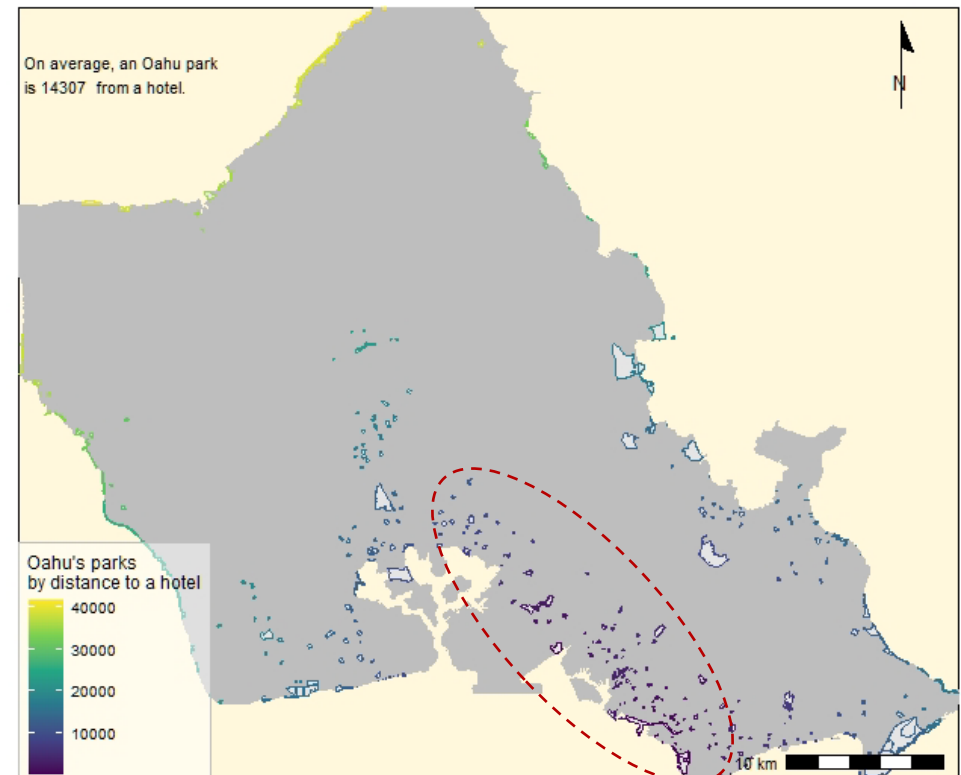 On average, an Oahu park
is 14307 from a hotel.
N
Oahu's parks
by distance to a hotel
40000
30000
20000
10000
10 km